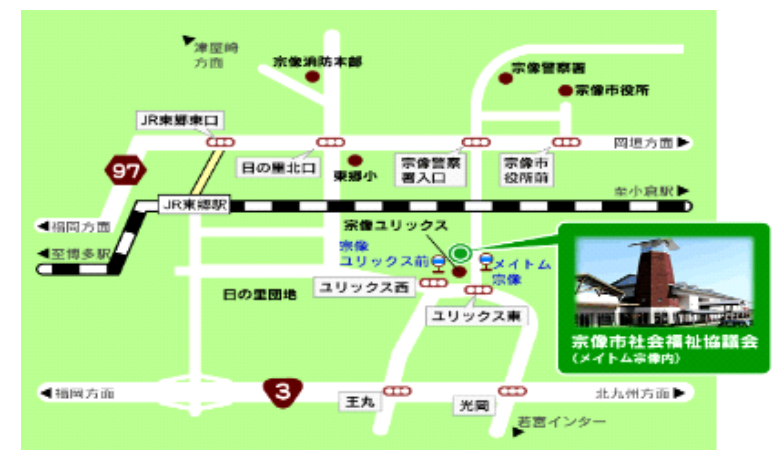 津屋崎
方面
宗像消防本部
宗像警察署
宗像市役所
JR東郷東口
日の里北口
東郷小
宗像警察
署入口
宗像市
役所前
岡垣方面
97
至小倉駅
JR東郷駅
福岡方面
至博多駅
宗像ユリックス
宗像
ユリックス前
メイトム
宗像
ユリックス西
日の里団地
ユリックス東
宗像市社会福祉協議会
(メイトム宗像内)
福岡方面
3
王丸
光岡
北九州方面
若宮インター